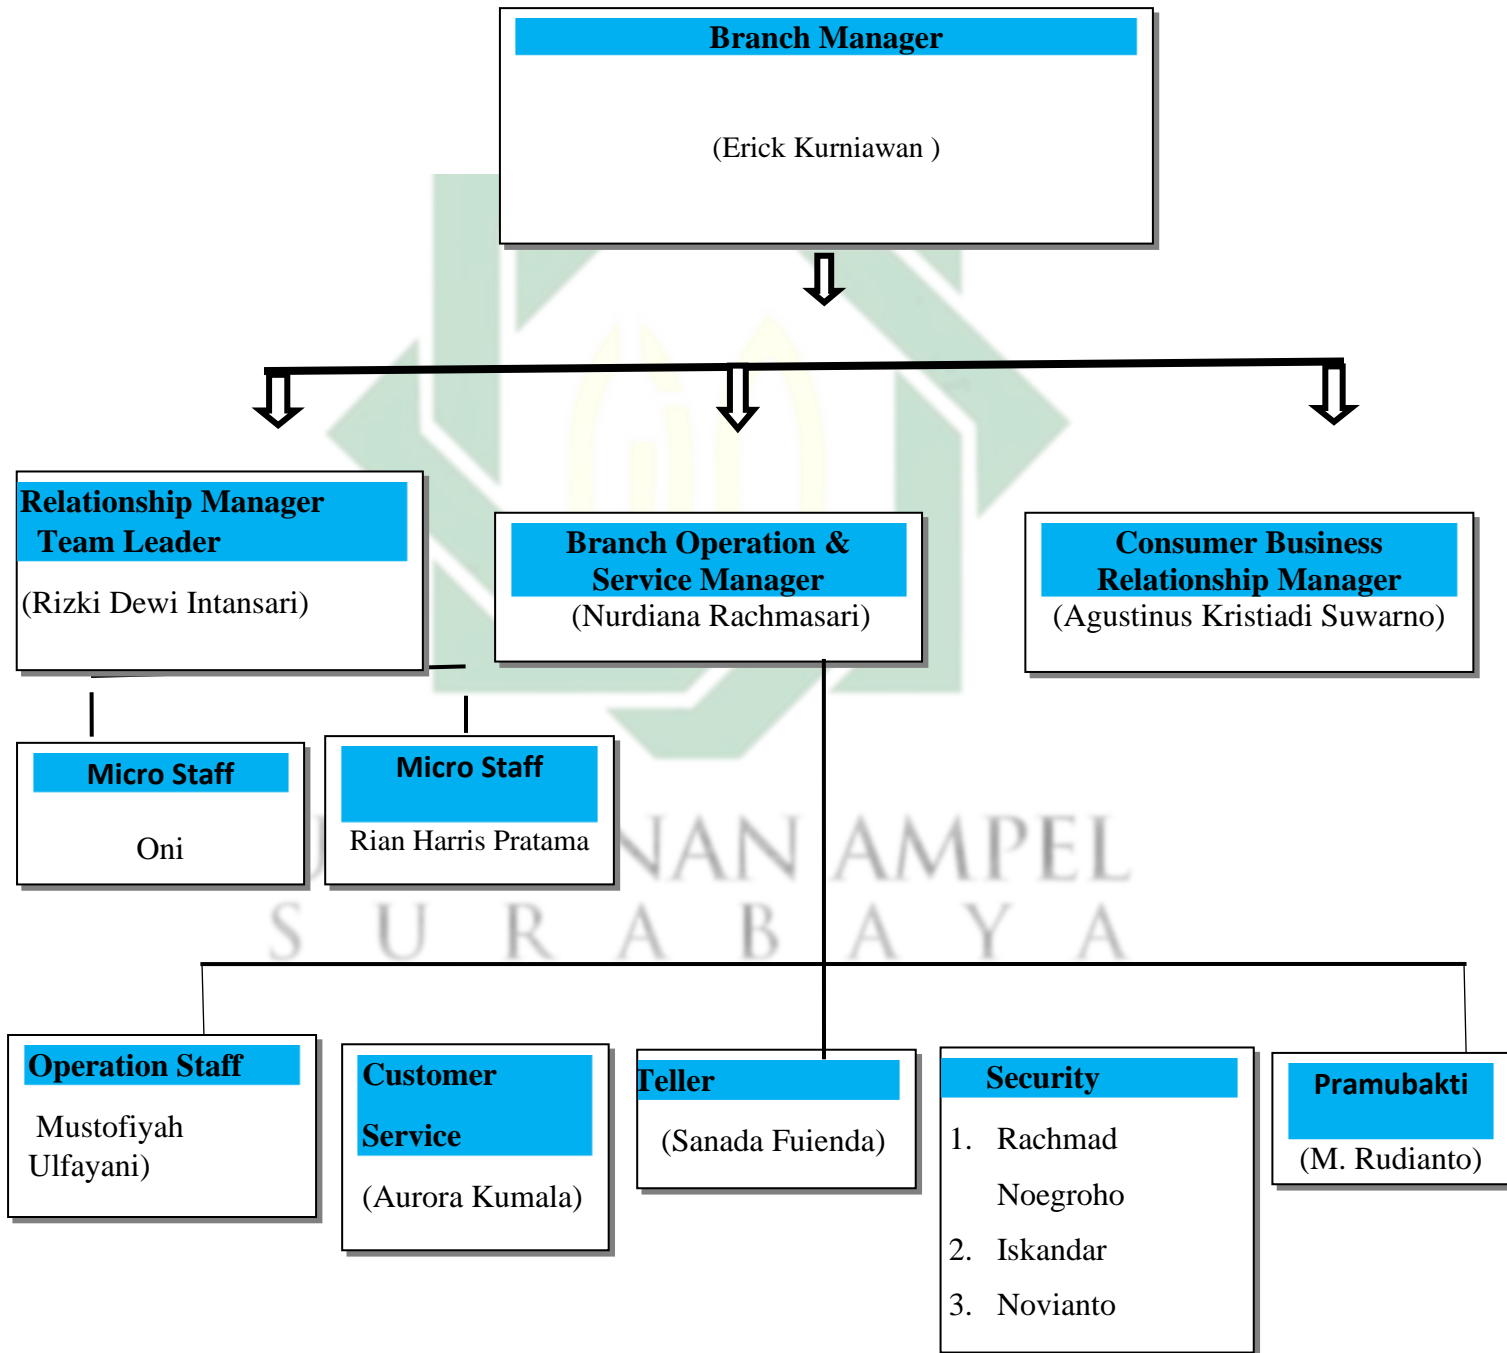 Branch Manager
(Erick Kurniawan )
Relationship Manager
Team Leader
(Rizki Dewi Intansari)
Branch Operation &
Service Manager
(Nurdiana Rachmasari)
Consumer Business
Relationship Manager
(Agustinus Kristiadi Suwarno)
Micro Staff
Oni
Micro Staff
Rian Harris Pratama
NAN AMPEL
SURABAYA
Operation Staff
Mustofiyah
Ulfayani)
Customer
Service
(Aurora Kumala)
Teller
(Sanada Fuienda)
Security
1. Rachmad
Noegroho
2. Iskandar
3. Novianto
Pramubakti
(M. Rudianto)